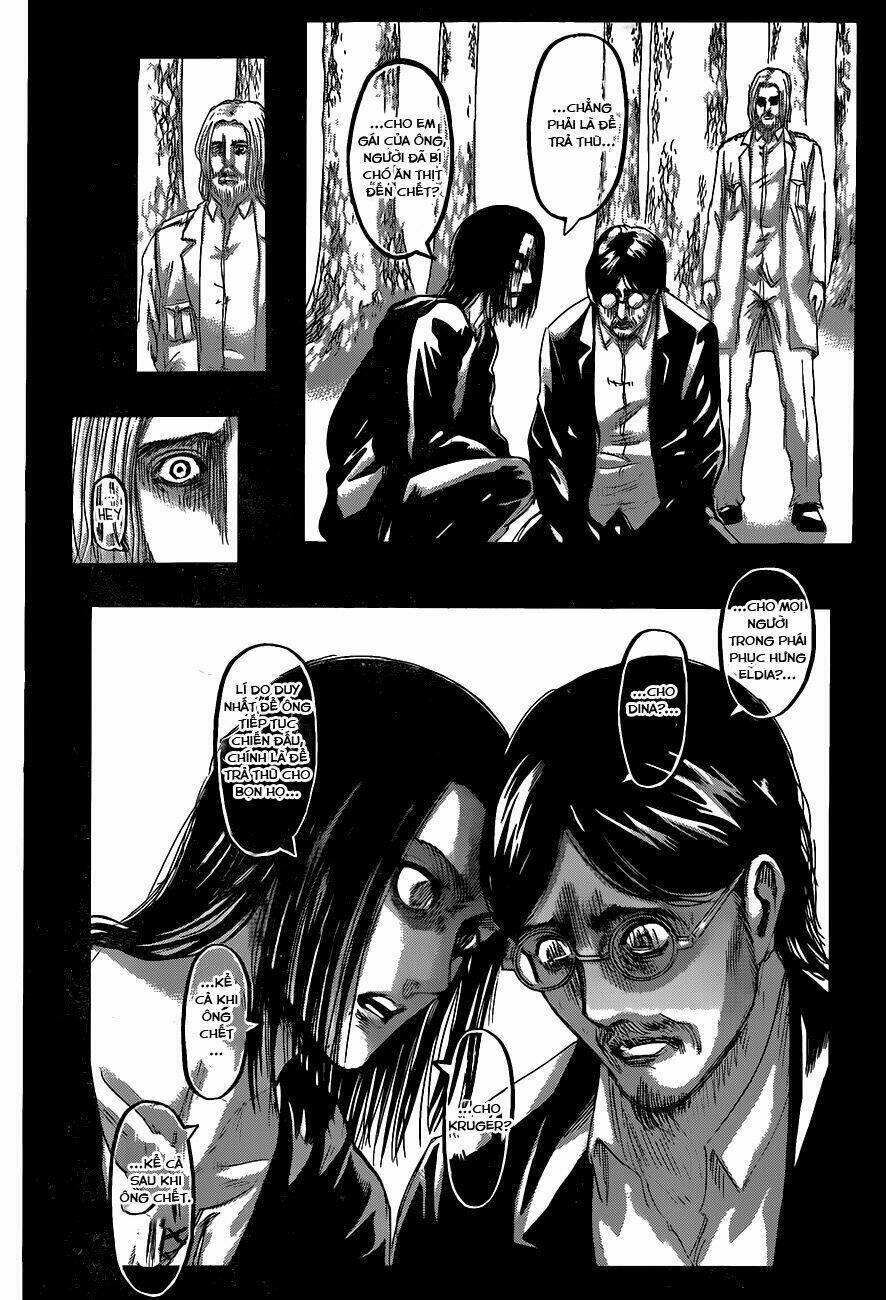 ...CHẲNG
PHẢI LÀ ĐỂ
TRẢ THÙ...
...CHO EM
GÁI CỦA ÔNG,
NGƯỜI ĐÃ BỊ
CHÓ ĂN THỊT
ĐẾN CHẾT?
HEY
...CHO MỌI
NGƯỜI
TRONG PHÁI
PHỤC HƯNG
ELDIA?...
...CHO
DINA?...
...CHO
KRUGER?
LÍ DO DUY
NHẤT ĐỂ ÔNG
TIẾP TỤC
CHIẾN ĐẤU,
CHÍNH LÀ ĐỂ
TRẢ THÙ CHO
BỌN HỌ...
...KỂ
CẢ KHI
ÔNG
CHẾT
...
...KỂ CẢ
SAU KHI
ÔNG CHẾT.